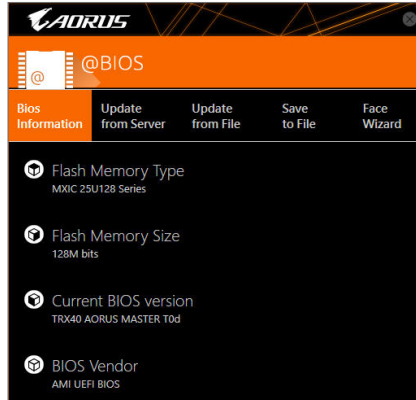 AORUS
@BIOS
@
Bios Information
Update from Server
Update from File
Save to File
Face Wizard
Flash Memory Type
MXIC 25U128 Series
Flash Memory Size
128M bits
Current BIOS version
TRX40 AORUS MASTER T0d
BIOS Vendor
AMI UEFI BIOS